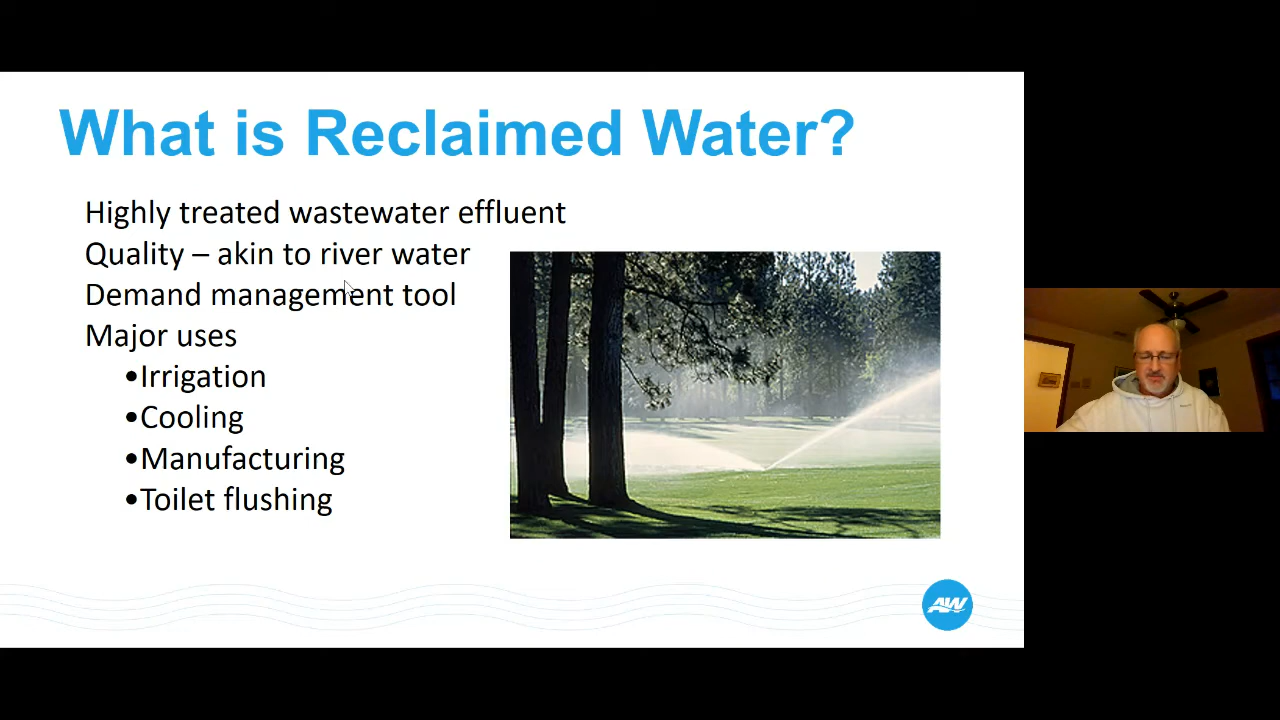 What is Reclaimed Water?
Highly treated wastewater effluent
Quality – akin to river water
Demand management tool
Major uses
•Irrigation
•Cooling
•Manufacturing
•Toilet flushing
AW